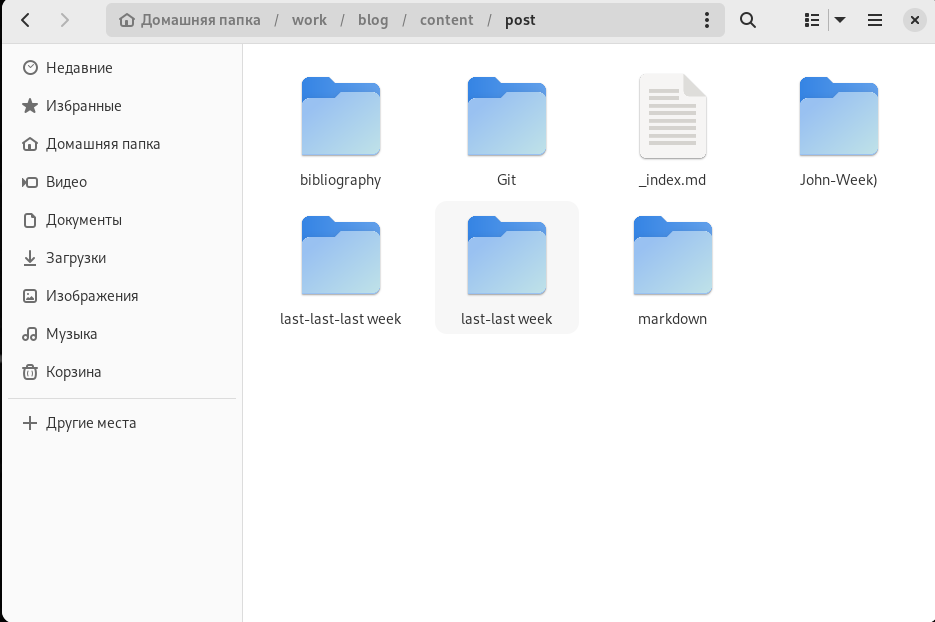 Домашняя папка / work / blog / content / post
Недавние
Избранные
Домашняя папка
Видео
Документы
Загрузки
Изображения
Музыка
Корзина
Другие места
bibliography Git _index.md John-Week)
last-last-last week last-last week markdown